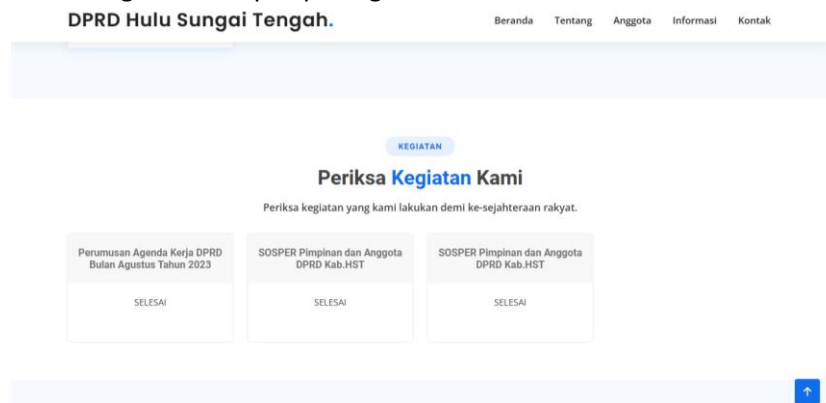 DPRD Hulu Sungai Tengah.
Beranda Tentang Anggota Informasi Kontak
KEGIATAN
Periksa Kegiatan Kami
Periksa kegiatan yang kami lakukan demi ke-sejahteraan rakyat.
Perumusan Agenda Kerja DPRD
Bulan Agustus Tahun 2023
SELESAI
SOSPER Pimpinan dan Anggota
DPRD Kab.HST
SELESAI
SOSPER Pimpinan dan Anggota
DPRD Kab.HST
SELESAI